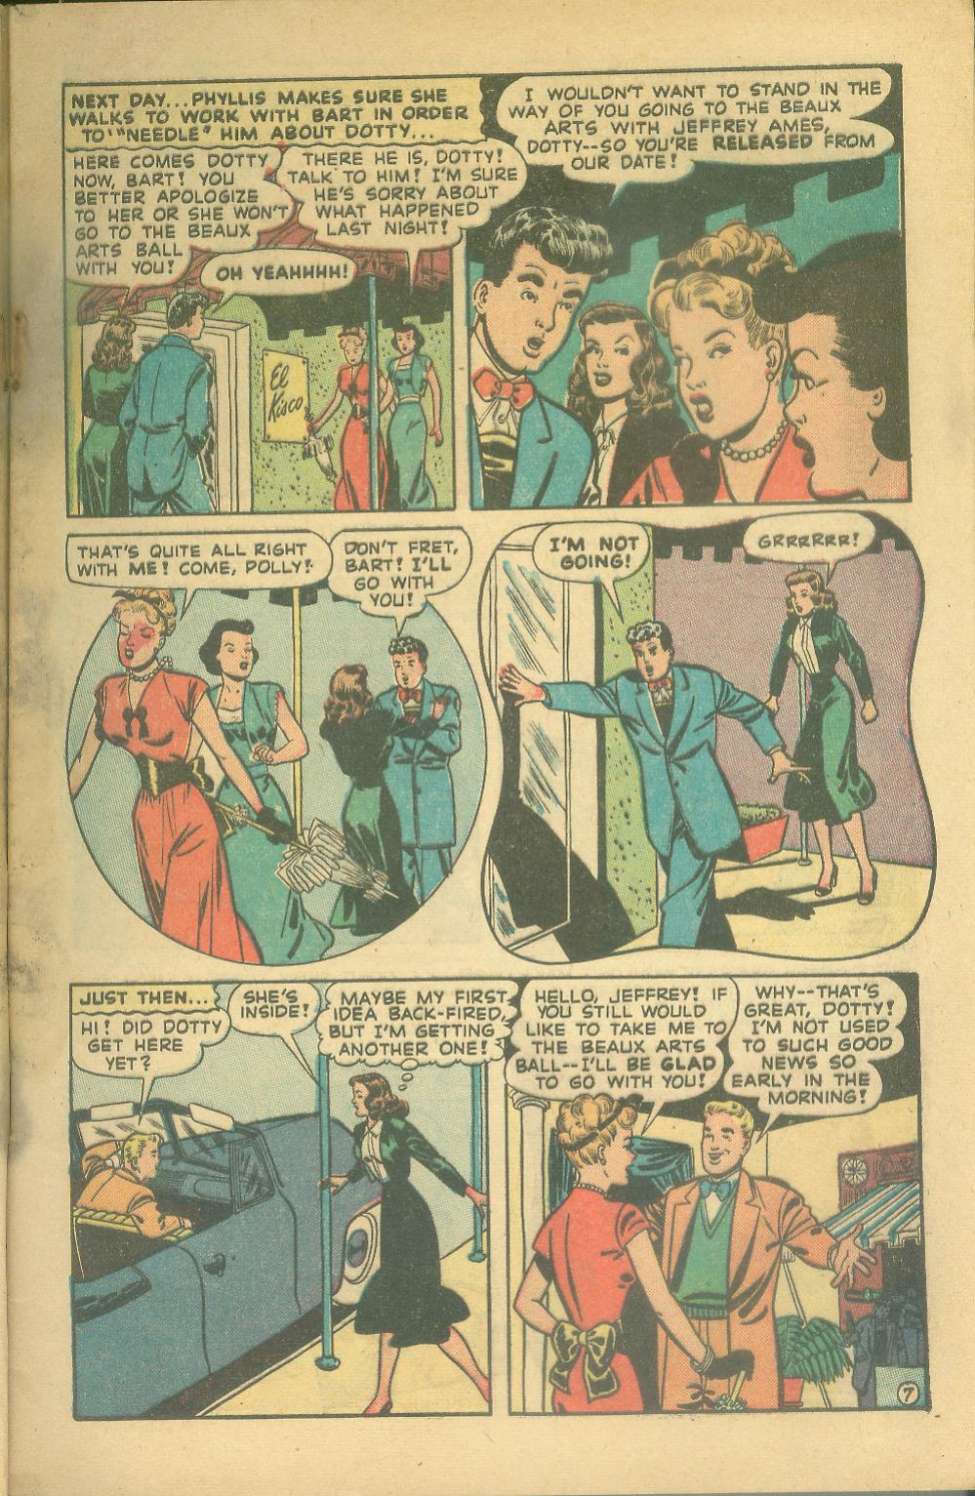 NEXT DAY...PHYLLIS MAKES SURE SHE
WALKS TO WORK WITH BART IN ORDER
TO "NEEDLE" HIM ABOUT DOTTY...
HERE COMES DOTTY
NOW, BART! YOU
BETTER APOLOGIZE
TO HER OR SHE WON'T
GO TO THE BEAUX
ARTS BALL
WITH YOU!
OH YEAHHHH!
THERE HE IS, DOTTY!
TALK TO HIM! I'M SURE
HE'S SORRY ABOUT
WHAT HAPPENED
LAST NIGHT!
El
Kisco
I WOULDN'T WANT TO STAND IN THE
WAY OF YOU GOING TO THE BEAUX
ARTS WITH JEFFREY AMES,
DOTTY--SO YOU'RE RELEASED FROM
OUR DATE!
THAT'S QUITE ALL RIGHT
WITH ME! COME, POLLY!
DON'T FRET,
BART! I'LL
GO WITH
YOU!
I'M NOT
GOING!
GRRRRRR!
JUST THEN...
HI! DID DOTTY
GET HERE
YET?
SHE'S
INSIDE!
MAYBE MY FIRST
IDEA BACK-FIRED,
BUT I'M GETTING
ANOTHER ONE!
HELLO, JEFFREY! IF
YOU STILL WOULD
LIKE TO TAKE ME TO
THE BEAUX ARTS
BALL--I'LL BE GLAD
TO GO WITH YOU!
WHY--THAT'S
GREAT, DOTTY!
I'M NOT USED
TO SUCH GOOD
NEWS SO
EARLY IN THE
MORNING!
7